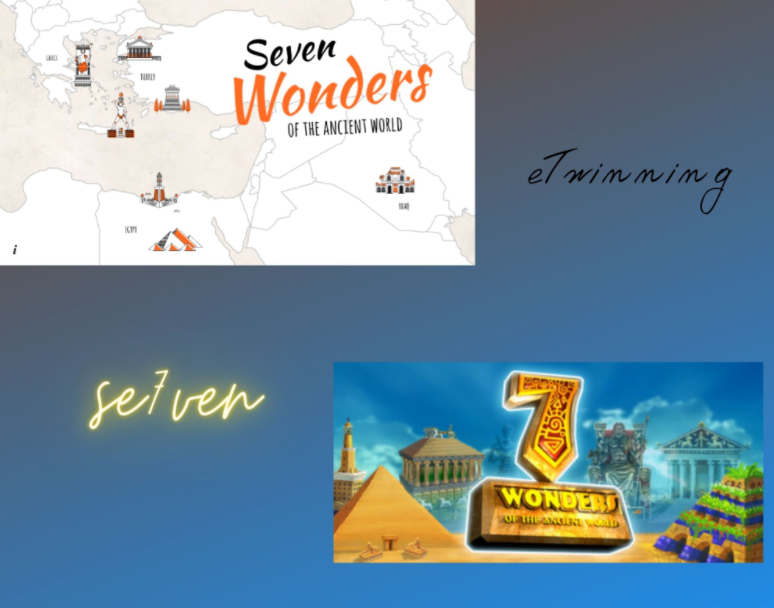 Seven
Wonders
OF THE ANCIENT WORLD
GREECE
TURKEY
IRAQ
EGYPT
i
eTwinning
se7ven
7
WONDERS
OF THE ANCIENT WORLD